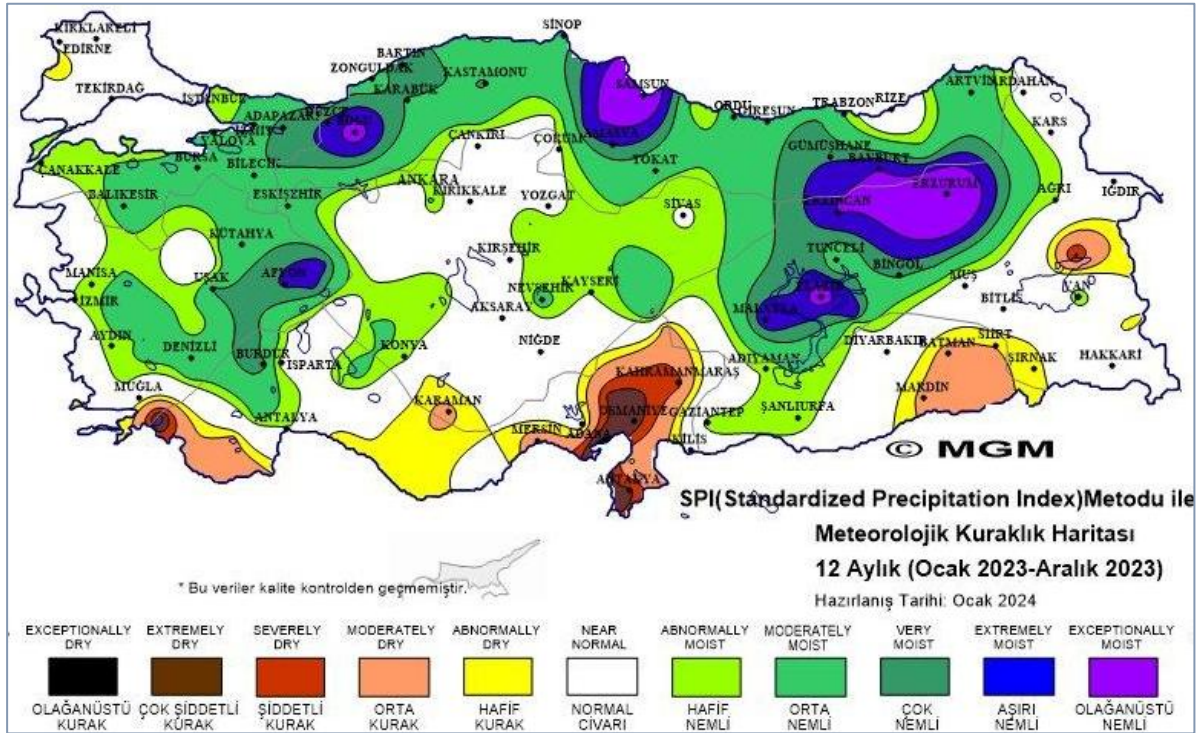 SİNOP
KIRKLARELİ
EDİRNE
BARTIN
ZONGULDAK
KASTAMONU
TEKİRDAĞ
KARABÜK
SAMSUN
ARTVİN
ARDAHAN
İSTANBUL
ADAPAZARI
ORDU
GİRESUN
TRABZON
RİZE
KARS
YALOVA
ÇANKIRI
ÇORUM
AMASYA
GÜMÜŞHANE
BAYBURT
ÇANAKKALE
BURSA
BİLECİK
TOKAT
BALIKESİR
ESKİŞEHİR
ANKARA
KIRIKKALE
YOZGAT
SİVAS
ERZİNCAN
ERZURUM
AĞRI
IĞDIR
KÜTAHYA
KIRŞEHİR
TUNCELİ
MANİSA
UŞAK
AFYON
NEVŞEHİR
KAYSERİ
BİNGÖL
MUŞ
VAN
İZMİR
AKSARAY
MALATYA
ELAZIĞ
BİTLİS
AYDIN
DENİZLİ
BURDUR
ISPARTA
KONYA
NİĞDE
ADIYAMAN
DİYARBAKIR
BATMAN
SİİRT
ŞIRNAK
HAKKARİ
MUĞLA
ANTALYA
KARAMAN
KAHRAMANMARAŞ
MARDİN
MERSİN
ADANA
OSMANİYE
GAZİANTEP
ŞANLIURFA
KİLİS
ANTAKYA
© MGM
SPI(Standardized Precipitation Index)Metodu ile
Meteorolojik Kuraklık Haritası
12 Aylık (Ocak 2023-Aralık 2023)
Hazırlanış Tarihi: Ocak 2024
* Bu veriler kalite kontrolden geçmemiştir.
EXCEPTIONALLY DRY
EXTREMELY DRY
SEVERELY DRY
MODERATELY DRY
ABNORMALLY DRY
NEAR NORMAL
ABNORMALLY MOIST
MODERATELY MOIST
VERY MOIST
EXTREMELY MOIST
EXCEPTIONALLY MOIST
OLAĞANÜSTÜ KURAK
ÇOK ŞİDDETLİ KURAK
ŞİDDETLİ KURAK
ORTA KURAK
HAFİF KURAK
NORMAL CİVARI
HAFİF NEMLİ
ORTA NEMLİ
ÇOK NEMLİ
AŞIRI NEMLİ
OLAĞANÜSTÜ NEMLİ